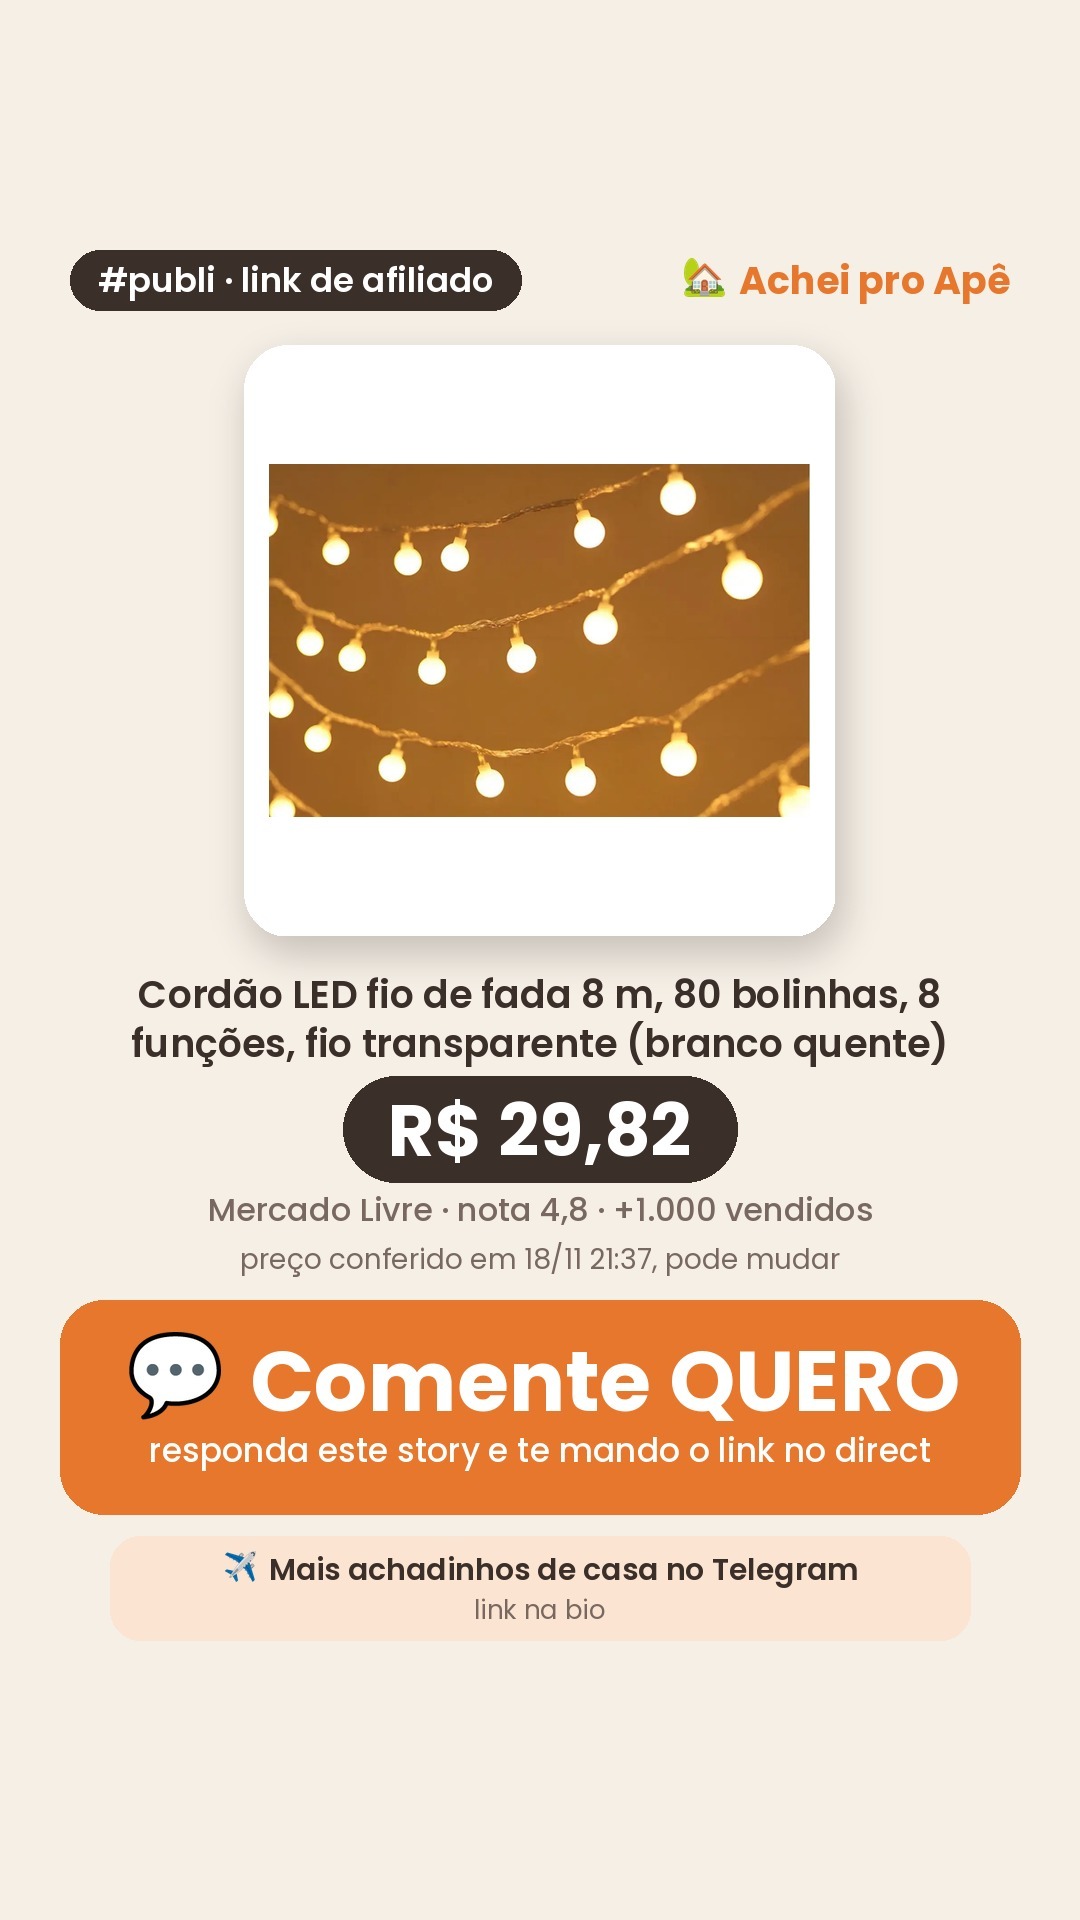 #publi · link de afiliado
Achei pro Apê
Cordão LED fio de fada 8 m, 80 bolinhas, 8
funções, fio transparente (branco quente)
R$ 29,82
Mercado Livre · nota 4,8 · +1.000 vendidos
preço conferido em 18/11 21:37, pode mudar
Comente QUERO
responda este story e te mando o link no direct
Mais achadinhos de casa no Telegram
link na bio